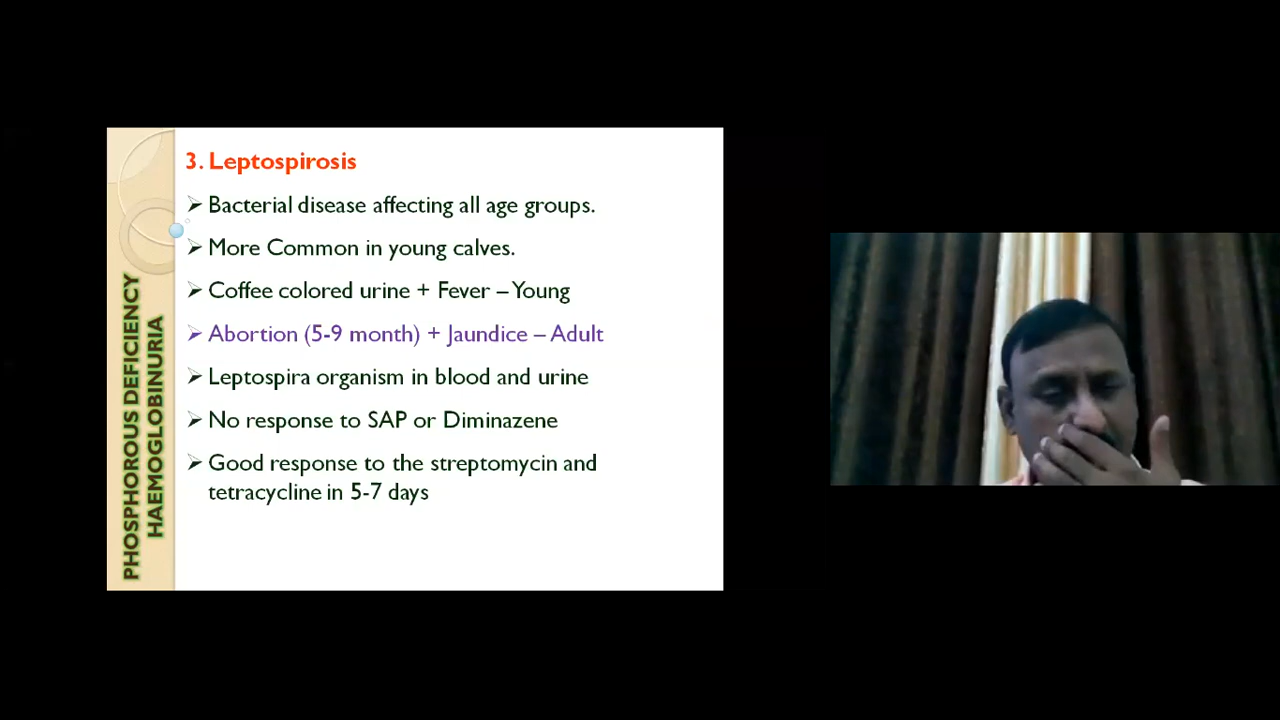 PHOSPHOROUS DEFICIENCY
HAEMOGLOBINURIA
3. Leptospirosis
➢ Bacterial disease affecting all age groups.
➢ More Common in young calves.
➢ Coffee colored urine + Fever – Young
➢ Abortion (5-9 month) + Jaundice – Adult
➢ Leptospira organism in blood and urine
➢ No response to SAP or Diminazene
➢ Good response to the streptomycin and
tetracycline in 5-7 days